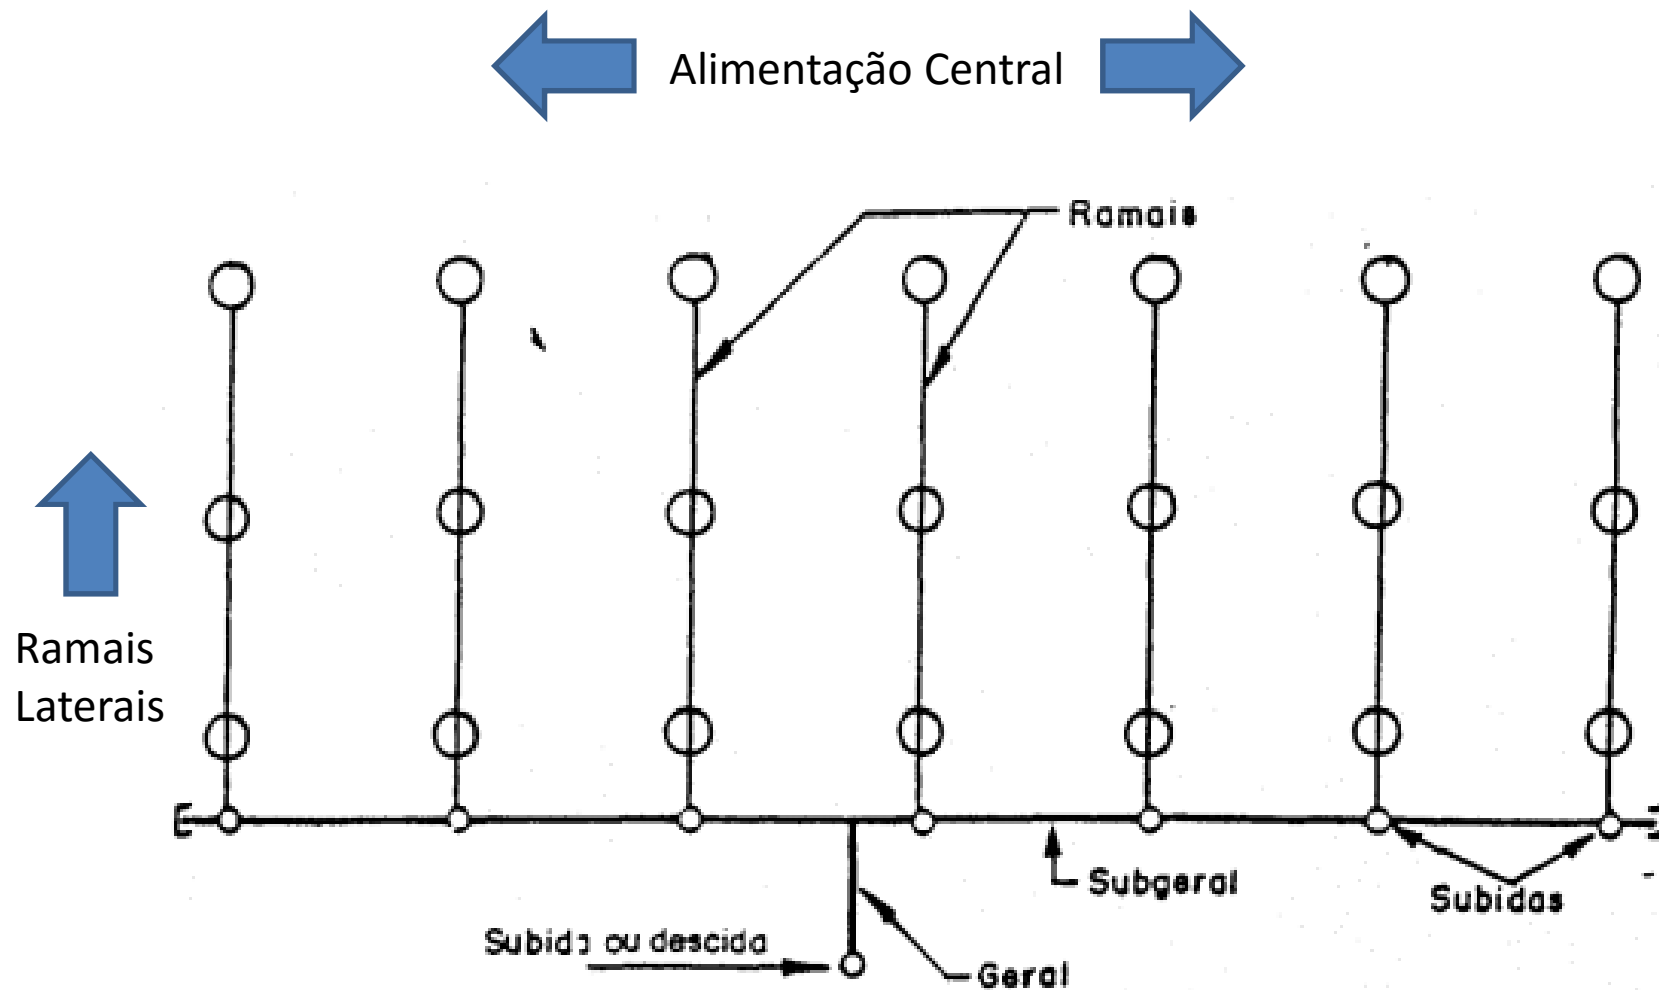 Alimentação Central
Ramais
Ramais
Laterais
Subgeral
Subidas
Subida ou descida
Geral